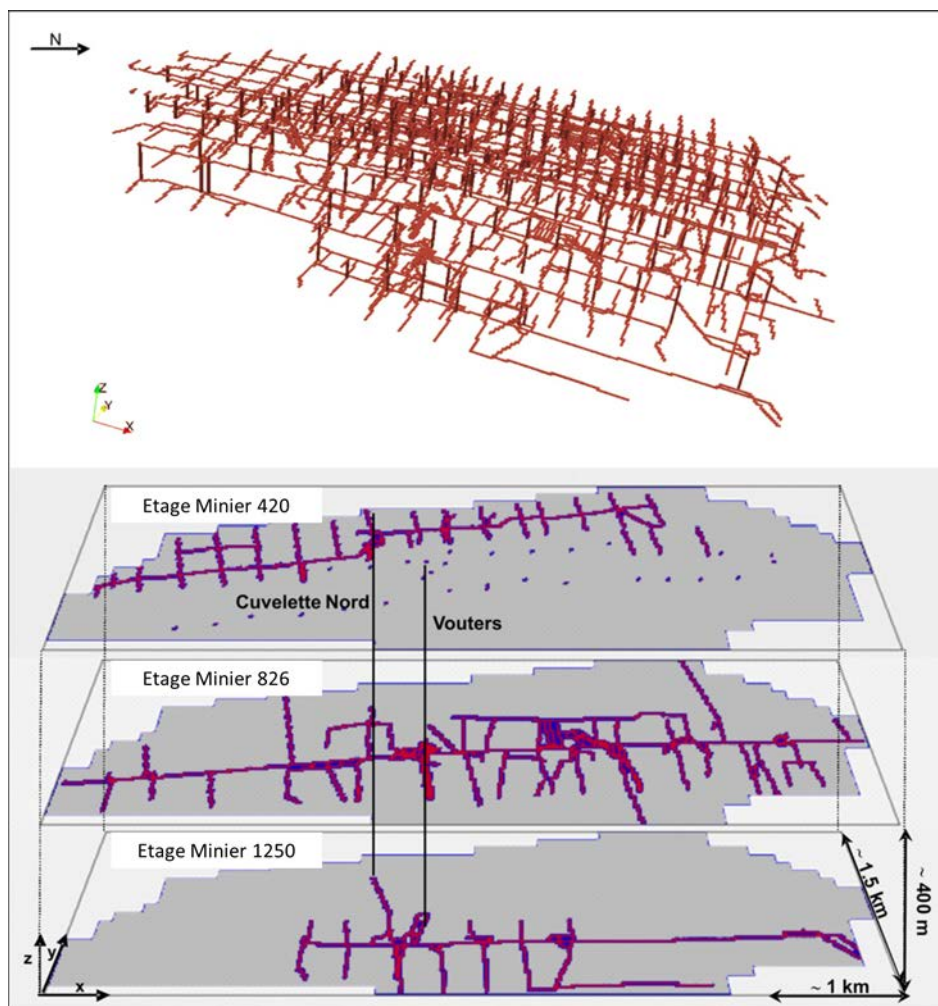 N
Z
Y
X
Etage Minier 420
Cuvelette Nord
Vouters
Etage Minier 826
Etage Minier 1250
~ 1.5 km
~ 400 m
z
y
x
~ 1 km